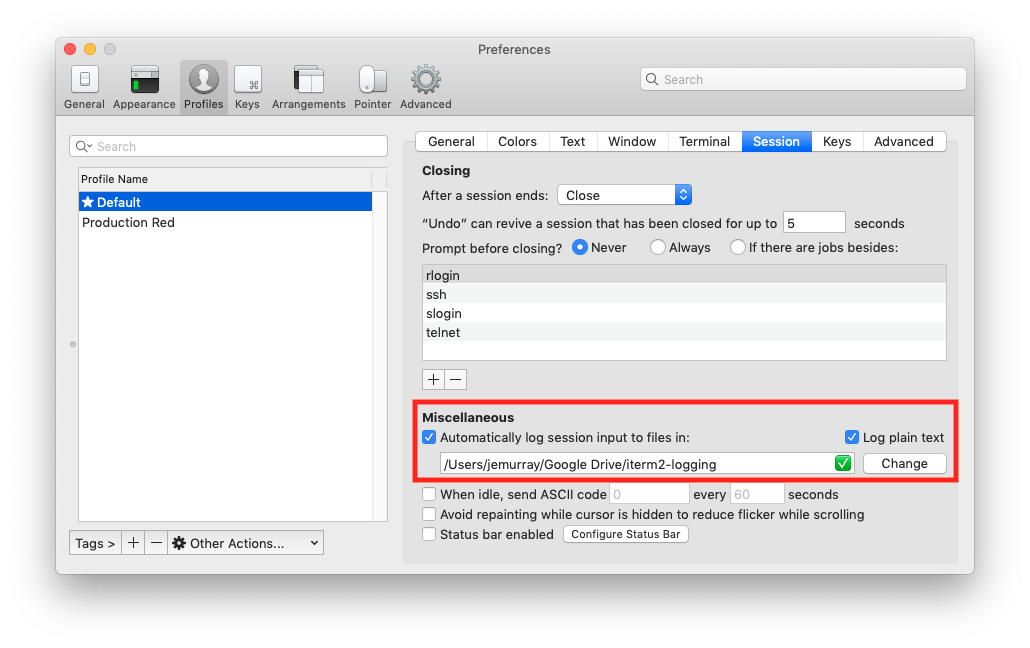 Preferences
General Appearance Profiles Keys Arrangements Pointer Advanced
Search
Search
Profile Name
Default
Production Red
Tags > + − Other Actions...
General Colors Text Window Terminal Session Keys Advanced
Closing
After a session ends: Close
“Undo” can revive a session that has been closed for up to 5 seconds
Prompt before closing? Never Always If there are jobs besides:
rlogin
ssh
slogin
telnet
+ −
Miscellaneous
Automatically log session input to files in: Log plain text
/Users/jemurray/Google Drive/iterm2-logging Change
When idle, send ASCII code 0 every 60 seconds
Avoid repainting while cursor is hidden to reduce flicker while scrolling
Status bar enabled Configure Status Bar